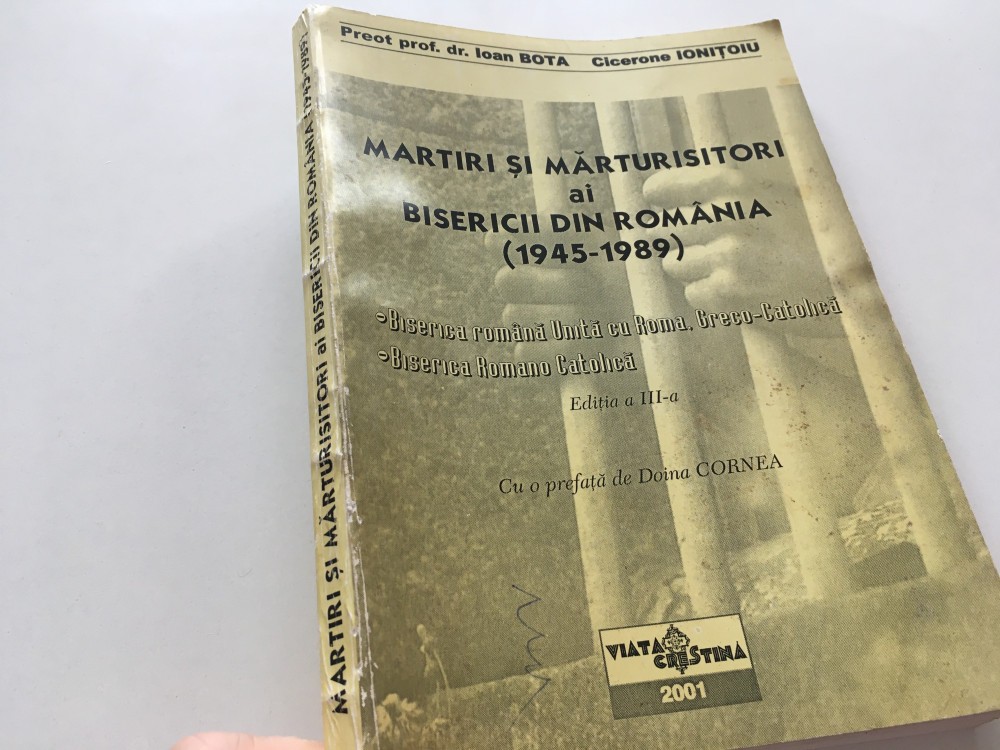 Preot prof. dr. Ioan BOTA Cicerone IONIȚOIU
MARTIRI ȘI MĂRTURISITORI
ai
BISERICII DIN ROMÂNIA
(1945-1989)
Biserica română Unită cu Roma, Greco-Catolică
Biserica Romano Catolică
Ediția a III-a
Cu o prefață de Doina CORNEA
VIAȚA
CREȘTINĂ
2001
MARTIRI ȘI MĂRTURISITORI ai BISERICII DIN ROMÂNIA (1945-1989)